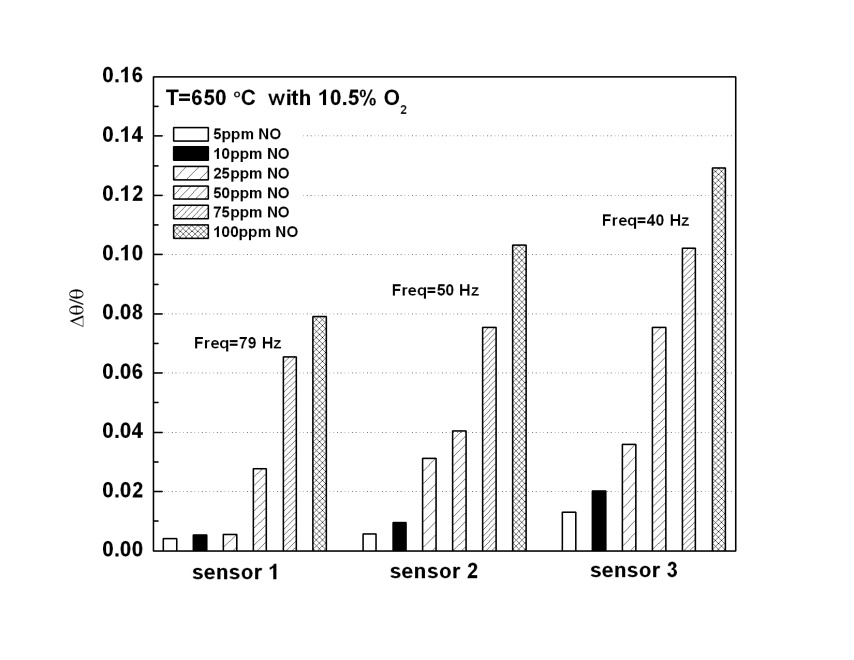 0.16
0.14
0.12
0.10
0.08
0.06
0.04
0.02
0.00
Δθ/θ
T=650 °C with 10.5% O₂
5ppm NO
10ppm NO
25ppm NO
50ppm NO
75ppm NO
100ppm NO
Freq=79 Hz
Freq=50 Hz
Freq=40 Hz
sensor 1
sensor 2
sensor 3